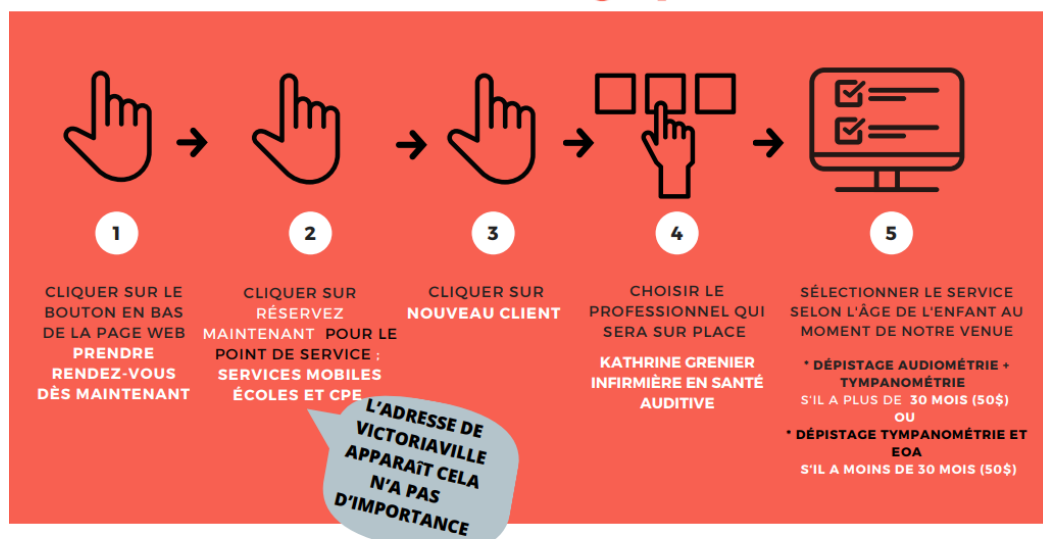 1
CLIQUER SUR LE
BOUTON EN BAS
DE LA PAGE WEB
PRENDRE
RENDEZ-VOUS
DÈS MAINTENANT
2
CLIQUER SUR
RÉSERVEZ
MAINTENANT POUR LE
POINT DE SERVICE :
SERVICES MOBILES
ÉCOLES ET CPE
L'ADRESSE DE
VICTORIAVILLE
APPARAÎT CELA
N'A PAS
D'IMPORTANCE
3
CLIQUER SUR
NOUVEAU CLIENT
4
CHOISIR LE
PROFESSIONNEL QUI
SERA SUR PLACE
KATHRINE GRENIER
INFIRMIÈRE EN SANTÉ
AUDITIVE
5
SÉLECTIONNER LE SERVICE
SELON L'ÂGE DE L'ENFANT AU
MOMENT DE NOTRE VENUE
* DÉPISTAGE AUDIOMÉTRIE +
TYMPANOMÉTRIE
S'IL A PLUS DE 30 MOIS (50$)
OU
* DÉPISTAGE TYMPANOMÉTRIE ET
EOA
S'IL A MOINS DE 30 MOIS (50$)